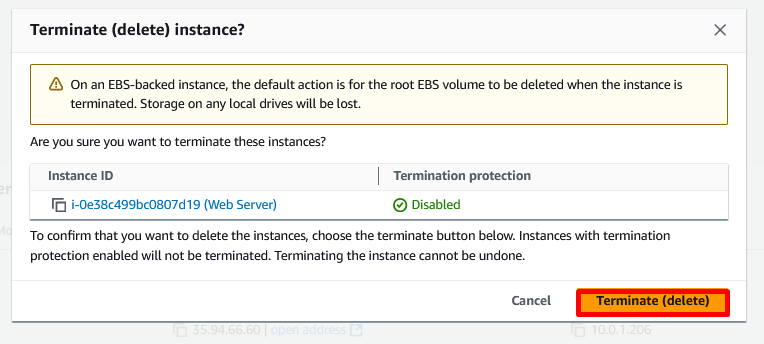 Terminate (delete) instance?
On an EBS-backed instance, the default action is for the root EBS volume to be deleted when the instance is
terminated. Storage on any local drives will be lost.
Are you sure you want to terminate these instances?
Instance ID Termination protection
i-0e38c499bc0807d19 (Web Server) Disabled
To confirm that you want to delete the instances, choose the terminate button below. Instances with termination
protection enabled will not be terminated. Terminating the instance cannot be undone.
Cancel Terminate (delete)
35.94.66.60 | open address 10.0.1.206